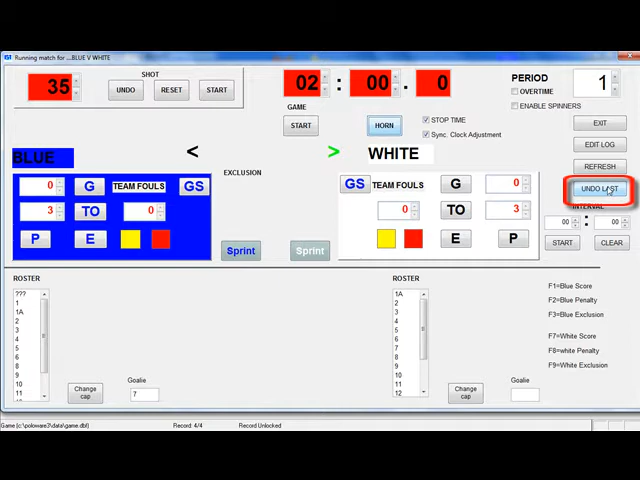 Running match for ....BLUE V WHITE
SHOT
35
UNDO
RESET
START
02 : 00 . 0
GAME
START
HORN
STOP TIME
Sync. Clock Adjustment
PERIOD
1
OVERTIME
ENABLE SPINNERS
EXIT
EDIT LOG
REFRESH
UNDO LAST
INTERVAL
00 : 00
START
CLEAR
BLUE
<
EXCLUSION
>
WHITE
0
G
TEAM FOULS
GS
3
TO
0
P
E
Sprint
Sprint
GS
TEAM FOULS
G
0
0
TO
3
E
P
ROSTER
???
1
1A
2
3
4
5
6
7
8
9
10
11
Change cap
Goalie
7
ROSTER
1A
2
3
4
5
6
7
8
9
10
11
12
Change cap
Goalie
F1=Blue Score
F2=Blue Penalty
F3=Blue Exclusion
F7=White Score
F8=white Penalty
F9=White Exclusion
Game (c:\poloware3\data\game.dbf)
Record: 4/4
Record Unlocked